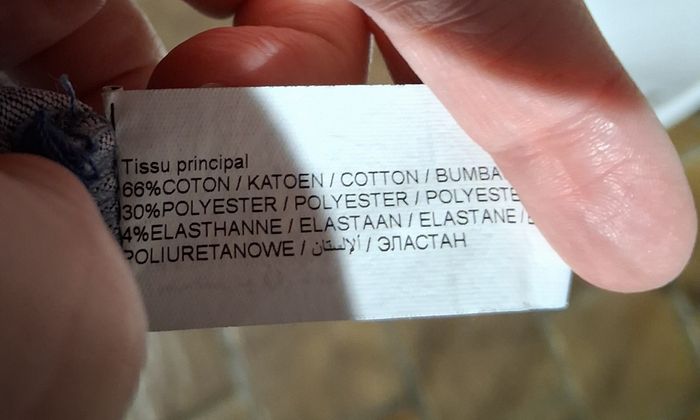 Tissu principal
66%COTON / KATOEN / COTTON / BUMBA
30%POLYESTER / POLYESTER / POLYESTE
4%ELASTHANNE / ELASTAAN / ELASTANE /
POLIURETANOWE / الإلستان / ЭЛАСТАН